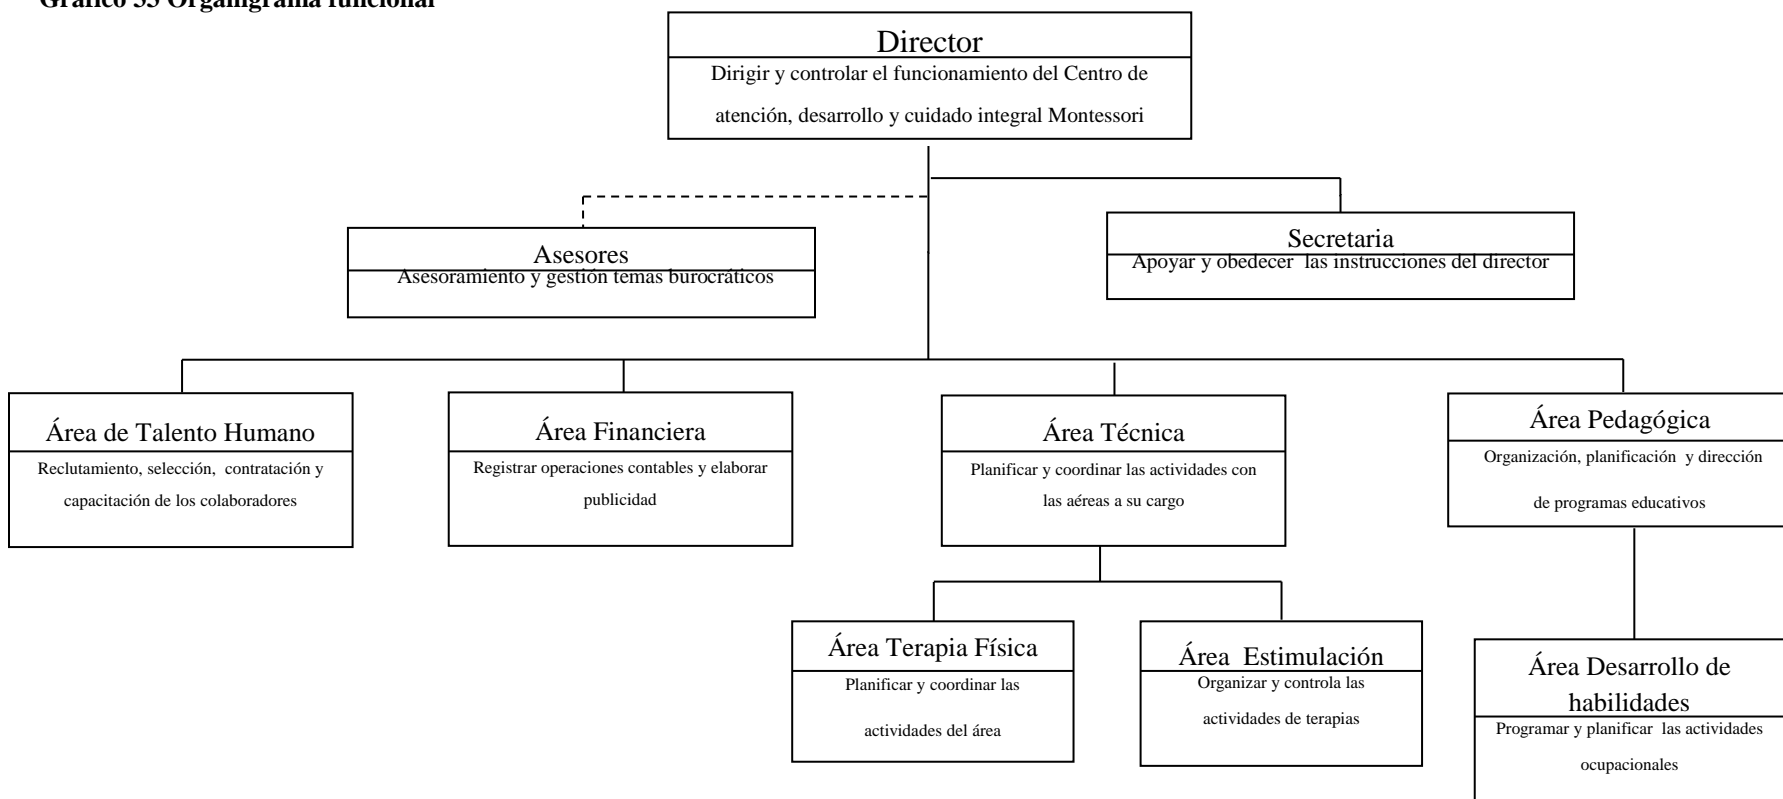 Gráfico 35 Organigrama funcional
Director
Dirigir y controlar el funcionamiento del Centro de
atención, desarrollo y cuidado integral Montessori
Asesores
Asesoramiento y gestión temas burocráticos
Secretaria
Apoyar y obedecer las instrucciones del director
Área de Talento Humano
Reclutamiento, selección, contratación y
capacitación de los colaboradores
Área Financiera
Registrar operaciones contables y elaborar
publicidad
Área Técnica
Planificar y coordinar las actividades con
las aéreas a su cargo
Área Pedagógica
Organización, planificación y dirección
de programas educativos
Área Terapia Física
Planificar y coordinar las
actividades del área
Área Estimulación
Organizar y controla las
actividades de terapias
Área Desarrollo de
habilidades
Programar y planificar las actividades
ocupacionales